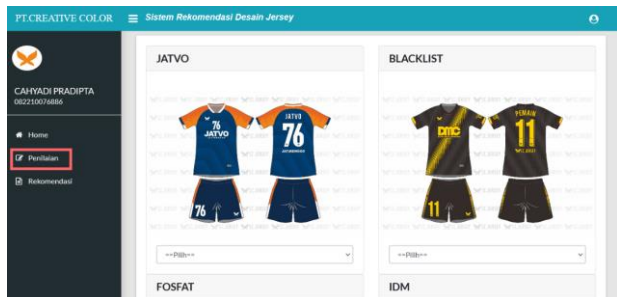 PT.CREATIVE COLOR
Sistem Rekomendasi Desain Jersey
CAHYADI PRADIPTA
082210076886
Home
Penilaian
Rekomendasi
JATVO
76
JATVO
JATVO
76
76
==Pilih==
BLACKLIST
DMC
PEMAIN
11
11
==Pilih==
FOSFAT
IDM